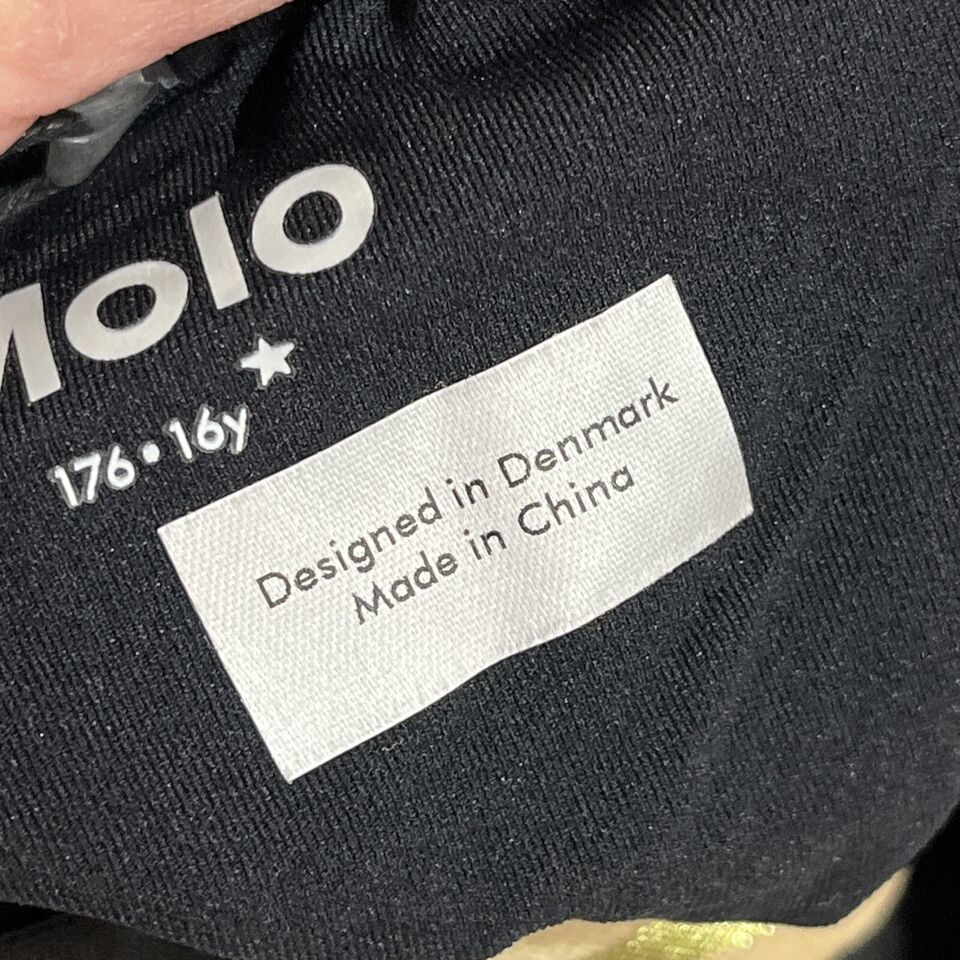 Molo
176•16y
Designed in Denmark
Made in China